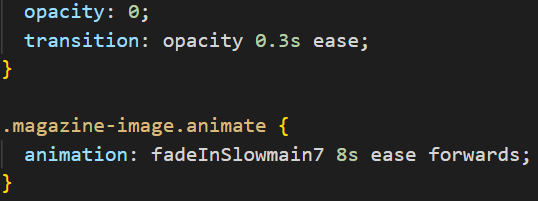 opacity: 0;
transition: opacity 0.3s ease;
}
.magazine-image.animate {
animation: fadeInSlowmain7 8s ease forwards;
}